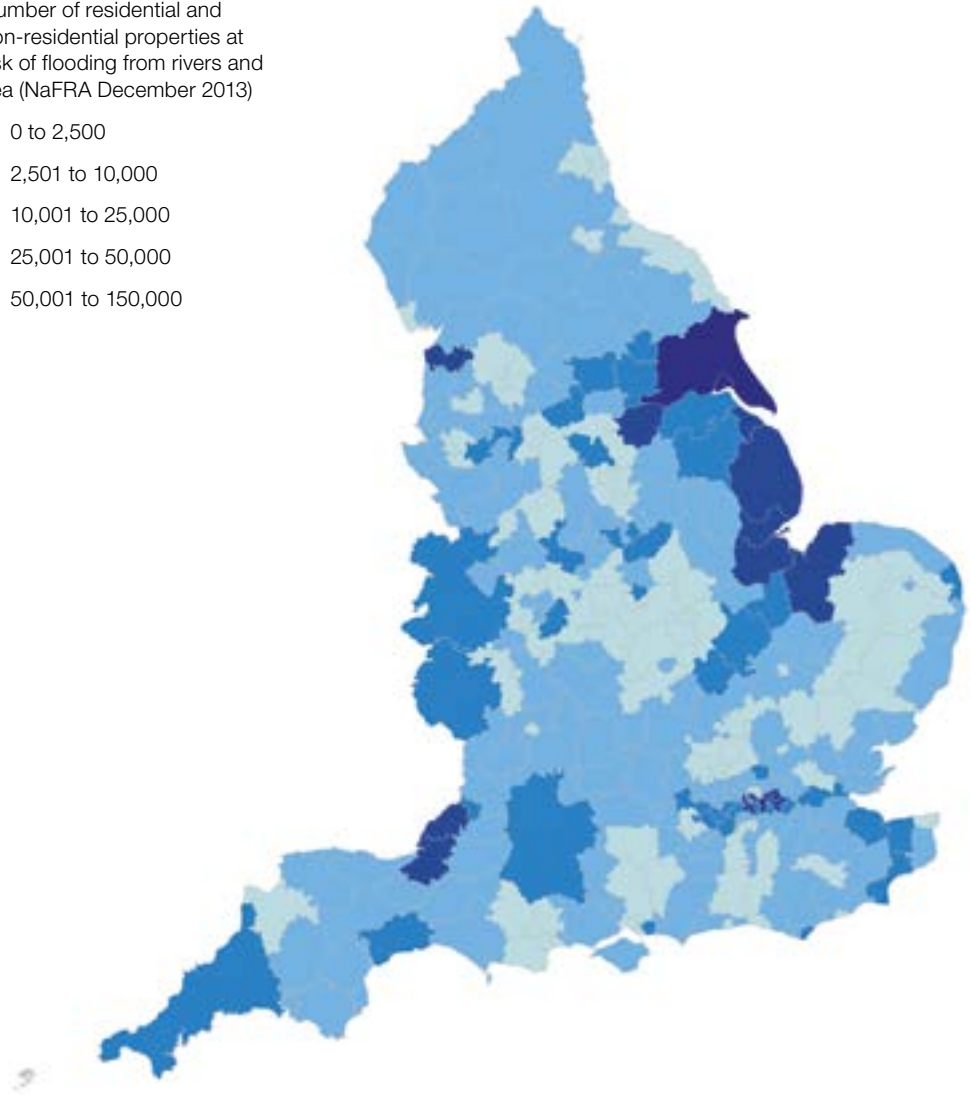 umber of residential and
on-residential properties at
sk of flooding from rivers and
ea (NaFRA December 2013)
0 to 2,500
2,501 to 10,000
10,001 to 25,000
25,001 to 50,000
50,001 to 150,000